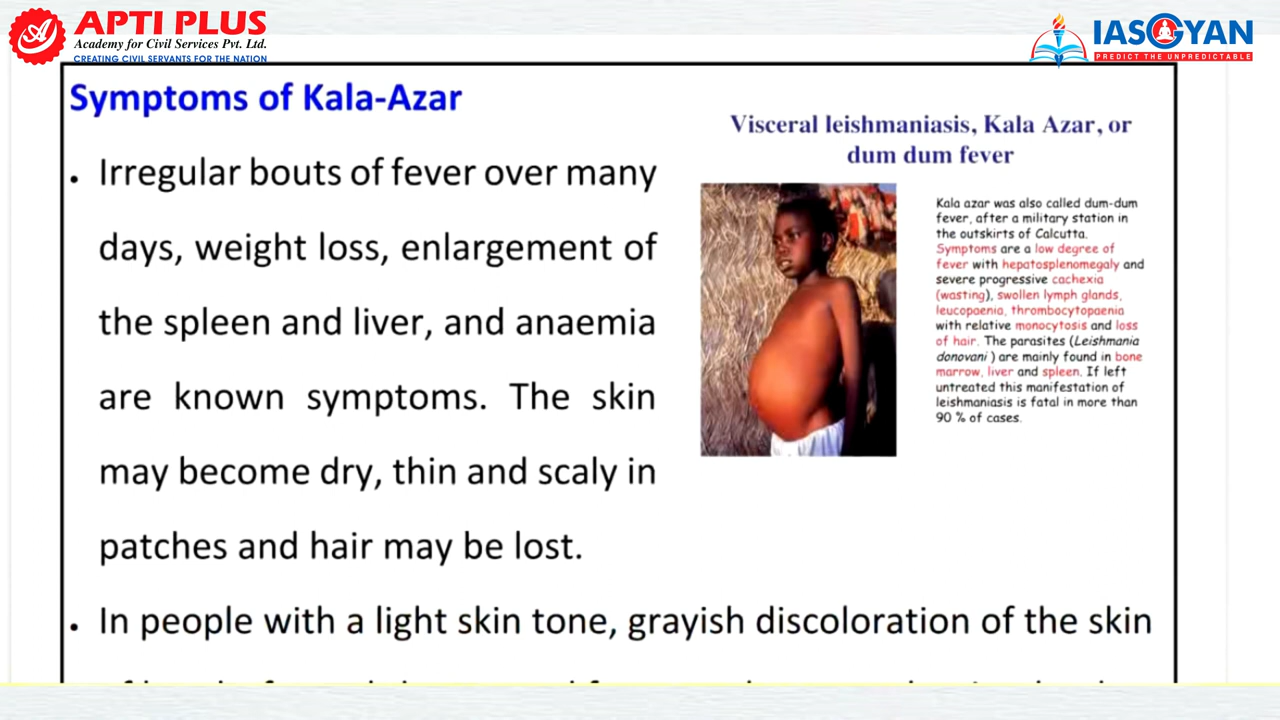 APTI PLUS
Academy for Civil Services Pvt. Ltd.
CREATING CIVIL SERVANTS FOR THE NATION
IASGYAN
PREDICT THE UNPREDICTABLE
Symptoms of Kala-Azar
• Irregular bouts of fever over many
days, weight loss, enlargement of
the spleen and liver, and anaemia
are known symptoms. The skin
may become dry, thin and scaly in
patches and hair may be lost.
Visceral leishmaniasis, Kala Azar, or
dum dum fever
Kala azar was also called dum-dum
fever, after a military station in
the outskirts of Calcutta.
Symptoms are a low degree of
fever with hepatosplenomegaly and
severe progressive cachexia
(wasting), swollen lymph glands,
leucopaenia, thrombocytopaenia
with relative monocytosis and loss
of hair. The parasites (Leishmania
donovani ) are mainly found in bone
marrow, liver and spleen. If left
untreated this manifestation of
leishmaniasis is fatal in more than
90 % of cases.
• In people with a light skin tone, grayish discoloration of the skin